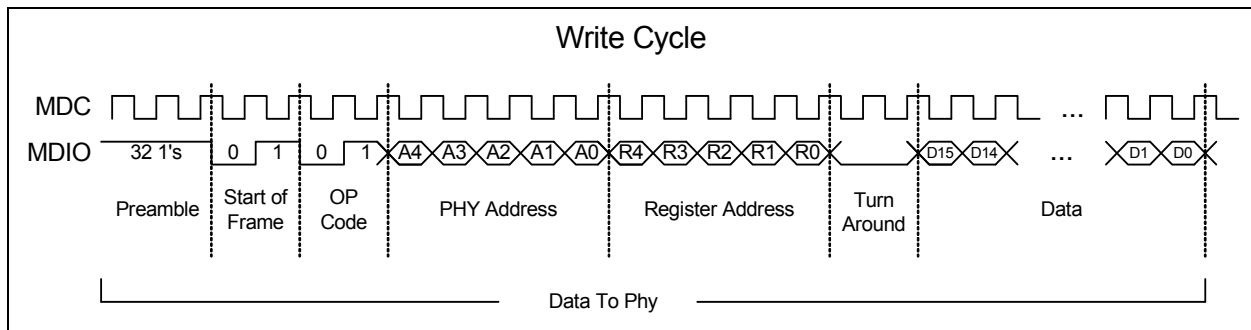 Write Cycle
MDC ...
MDIO 32 1's 0 1 0 1 A4 A3 A2 A1 A0 R4 R3 R2 R1 R0 D15 D14 ... D1 D0
Preamble Start of Frame OP Code PHY Address Register Address Turn Around Data
Data To Phy